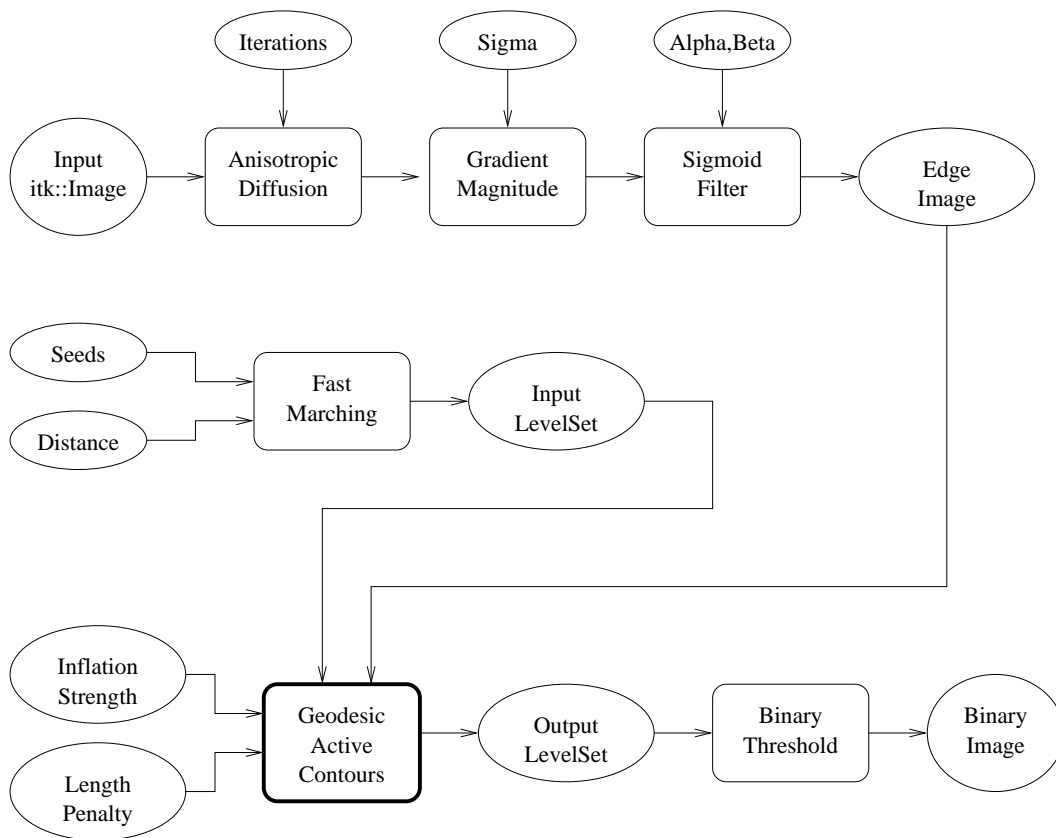 Iterations
Sigma
Alpha,Beta
Input
itk::Image
Anisotropic
Diffusion
Gradient
Magnitude
Sigmoid
Filter
Edge
Image
Seeds
Distance
Fast
Marching
Input
LevelSet
Inflation
Strength
Length
Penalty
Geodesic
Active
Contours
Output
LevelSet
Binary
Threshold
Binary
Image